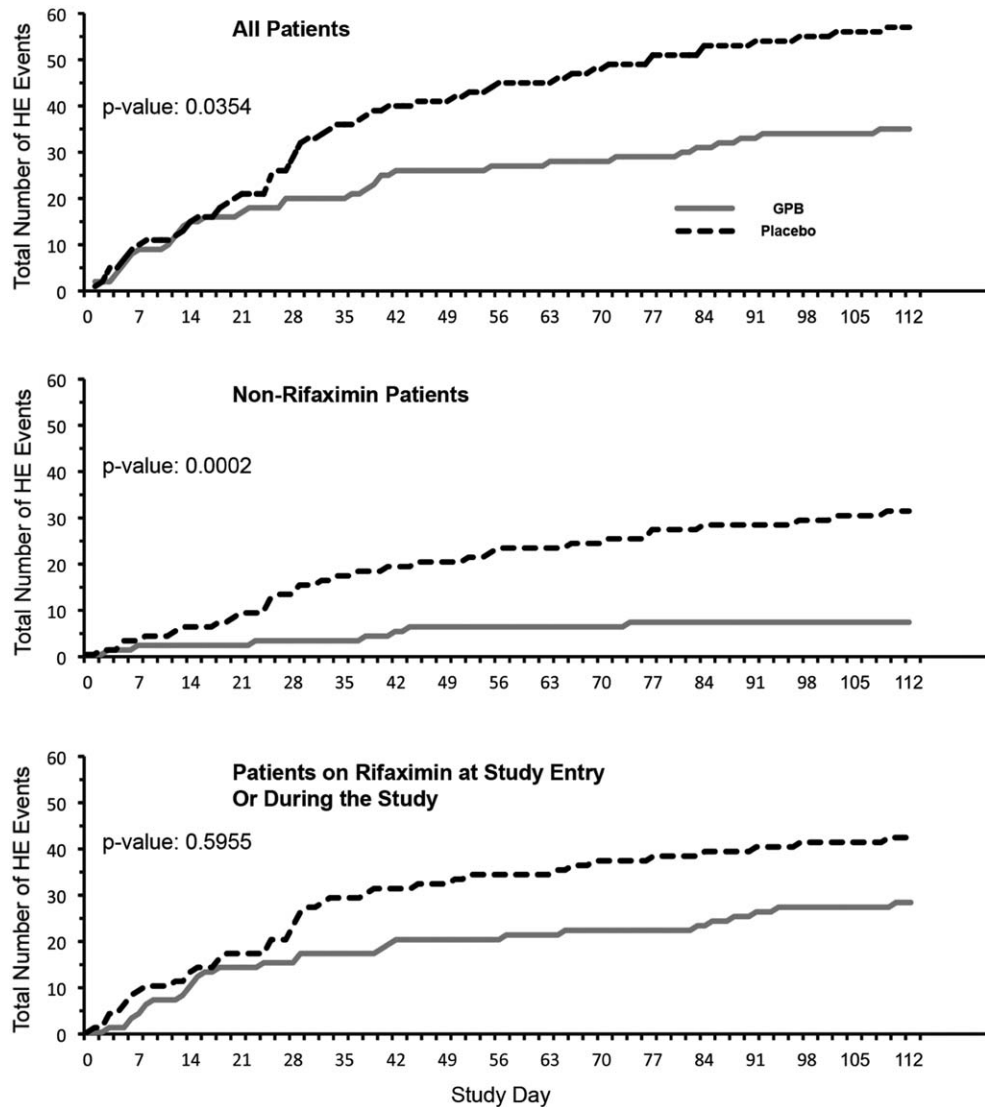 All Patients
p-value: 0.0354
Total Number of HE Events
60
50
40
30
20
10
0
GPB
Placebo
0 7 14 21 28 35 42 49 56 63 70 77 84 91 98 105 112
Non-Rifaximin Patients
p-value: 0.0002
Total Number of HE Events
60
50
40
30
20
10
0
0 7 14 21 28 35 42 49 56 63 70 77 84 91 98 105 112
Patients on Rifaximin at Study Entry
Or During the Study
p-value: 0.5955
Total Number of HE Events
60
50
40
30
20
10
0
0 7 14 21 28 35 42 49 56 63 70 77 84 91 98 105 112
Study Day